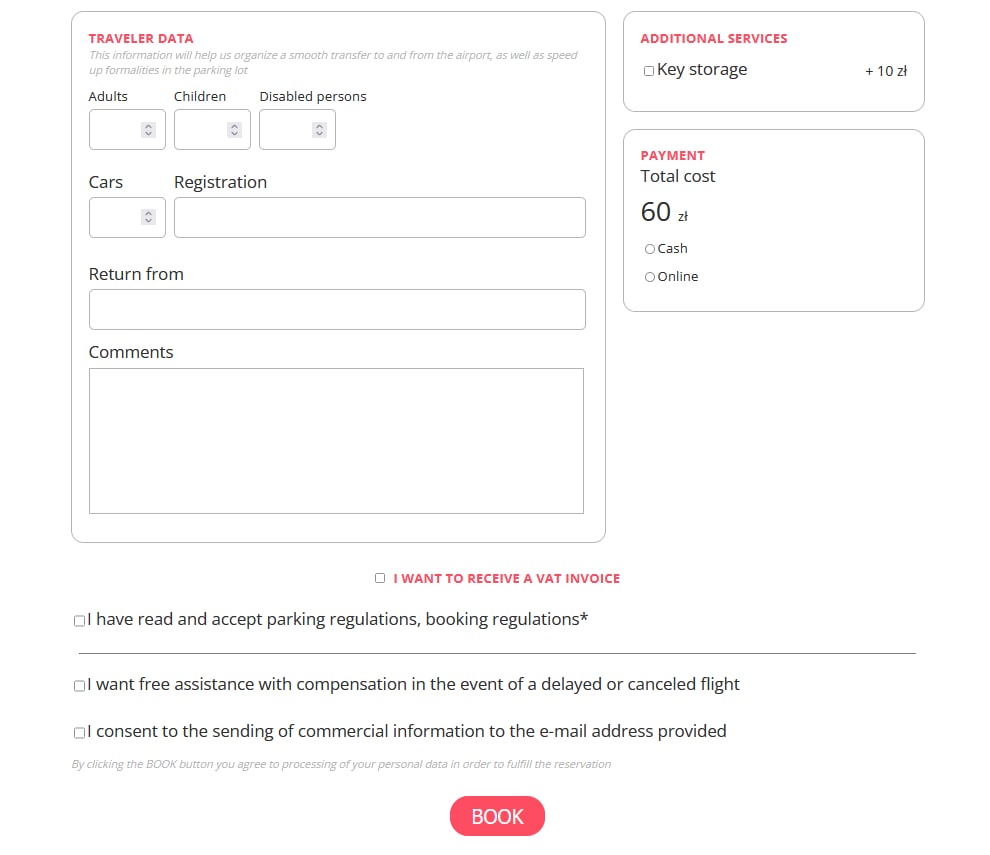 TRAVELER DATA
This information will help us organize a smooth transfer to and from the airport, as well as speed
up formalities in the parking lot
Adults Children Disabled persons
Cars Registration
Return from
Comments
ADDITIONAL SERVICES
Key storage + 10 zł
PAYMENT
Total cost
60 zł
Cash
Online
I WANT TO RECEIVE A VAT INVOICE
I have read and accept parking regulations, booking regulations*
I want free assistance with compensation in the event of a delayed or canceled flight
I consent to the sending of commercial information to the e-mail address provided
By clicking the BOOK button you agree to processing of your personal data in order to fulfill the reservation
BOOK